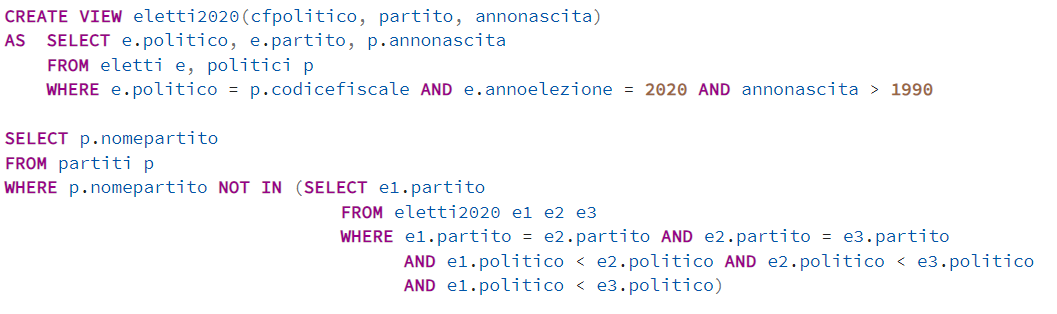 CREATE VIEW eletti2020(cfpolitico, partito, annonascita)
AS SELECT e.politico, e.partito, p.annonascita
FROM eletti e, politici p
WHERE e.politico = p.codicefiscale AND e.annoelezione = 2020 AND annonascita > 1990
SELECT p.nomepartito
FROM partiti p
WHERE p.nomepartito NOT IN (SELECT e1.partito
FROM eletti2020 e1 e2 e3
WHERE e1.partito = e2.partito AND e2.partito = e3.partito
AND e1.politico < e2.politico AND e2.politico < e3.politico
AND e1.politico < e3.politico)